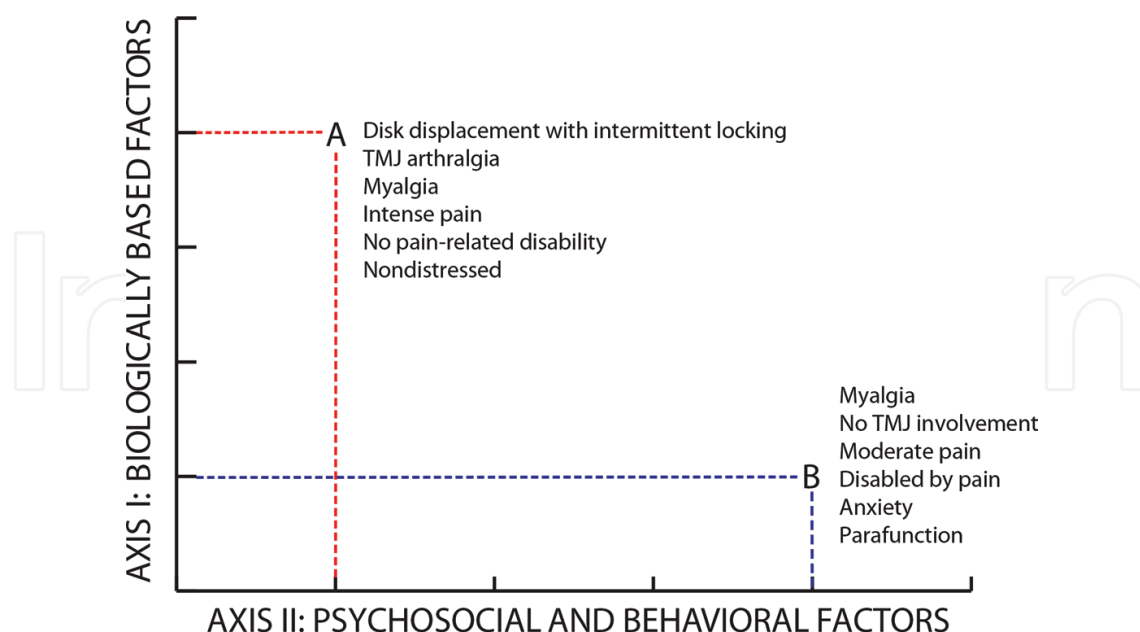 AXIS I: BIOLOGICALLY BASED FACTORS
A
Disk displacement with intermittent locking
TMJ arthralgia
Myalgia
Intense pain
No pain-related disability
Nondistressed
B
Myalgia
No TMJ involvement
Moderate pain
Disabled by pain
Anxiety
Parafunction
AXIS II: PSYCHOSOCIAL AND BEHAVIORAL FACTORS
In
n